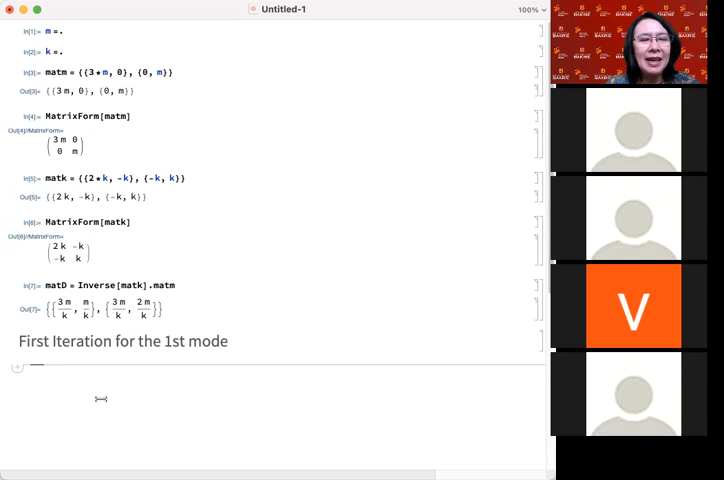 Untitled-1
100%
In[1]:= m =.
In[2]:= k =.
In[3]:= matm = {{3*m, 0}, {0, m}}
Out[3]= {{3 m, 0}, {0, m}}
In[4]:= MatrixForm[matm]
Out[4]//MatrixForm=
3 m 0
0 m
In[5]:= matk = {{2*k, -k}, {-k, k}}
Out[5]= {{2 k, -k}, {-k, k}}
In[6]:= MatrixForm[matk]
Out[6]//MatrixForm=
2 k -k
-k k
In[7]:= matD = Inverse[matk].matm
Out[7]= {{3 m/k, m/k}, {3 m/k, 2 m/k}}
First Iteration for the 1st mode
V